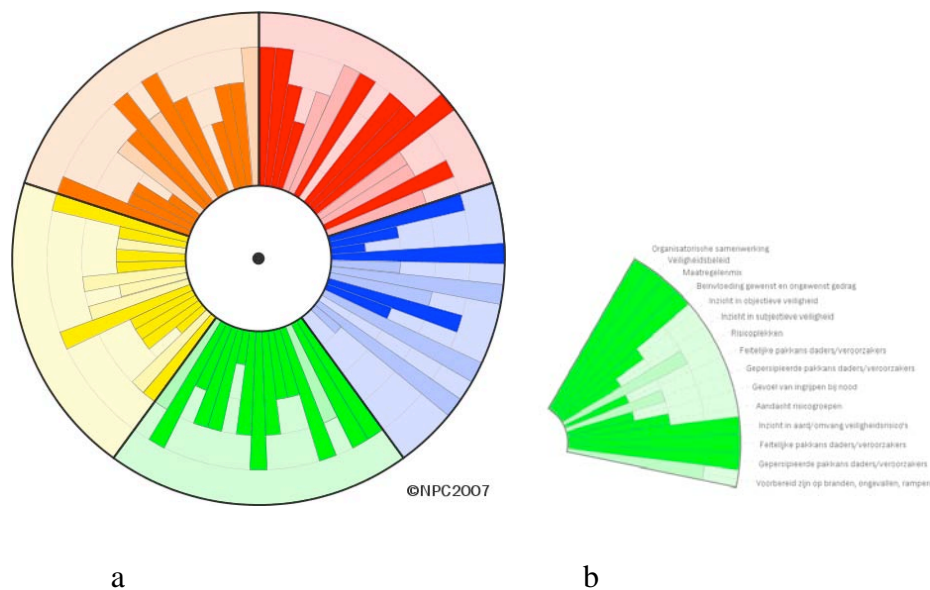 Organisatorische samenwerking
Veiligheidsbeleid
Maatregelenmix
Beïnvloeding gewenst en ongewenst gedrag
Inzicht in objectieve veiligheid
Inzicht in subjectieve veiligheid
Risicoplekken
Feitelijke pakkans daders/veroorzakers
Gepersipieerde pakkans daders/veroorzakers
Gevoel van ingrijpen bij nood
Aandacht risicogroepen
Inzicht in aard/omvang veiligheidsrisico's
Feitelijke pakkans daders/veroorzakers
Gepersipieerde pakkans daders/veroorzakers
Voorbereid zijn op branden, ongevallen, rampen
©NPC2007
a
b